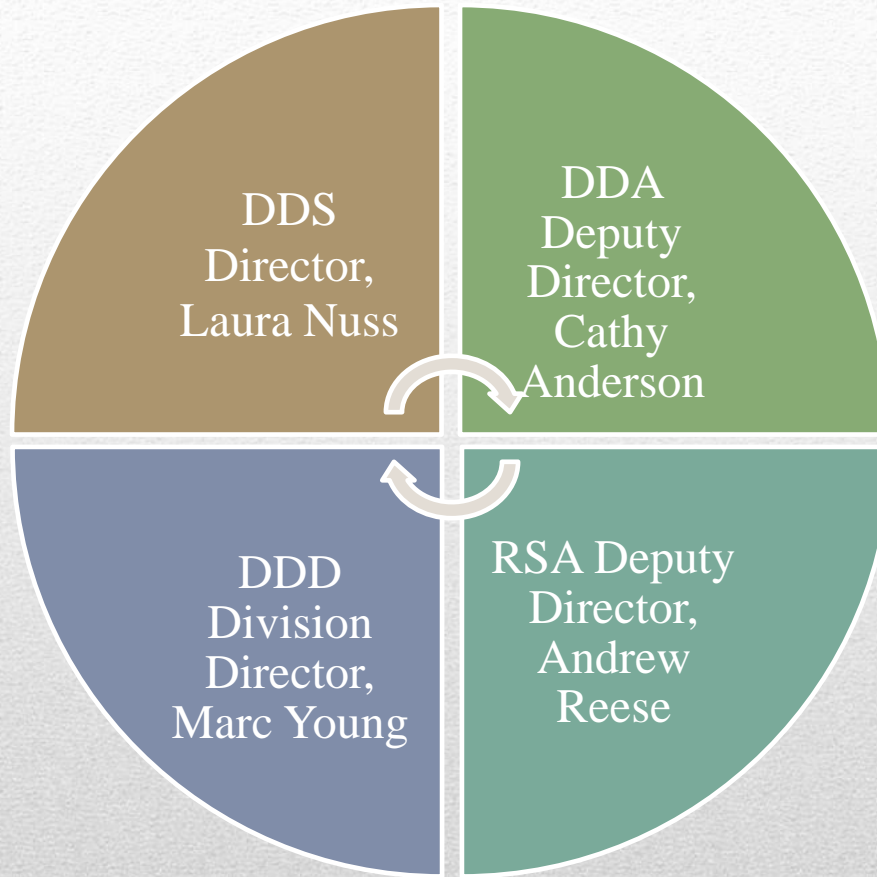 DDS
Director,
Laura Nuss
DDA
Deputy
Director,
Cathy
Anderson
DDD
Division
Director,
Marc Young
RSA Deputy
Director,
Andrew
Reese